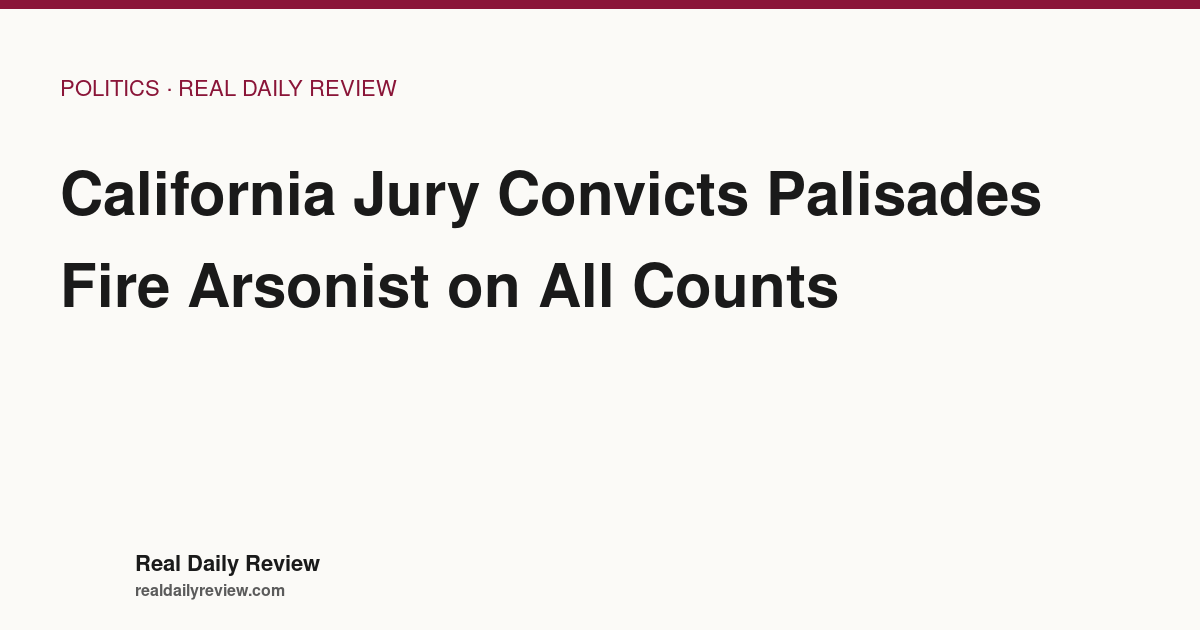 POLITICS · REAL DAILY REVIEW
California Jury Convicts Palisades
Fire Arsonist on All Counts
Real Daily Review
realdailyreview.com